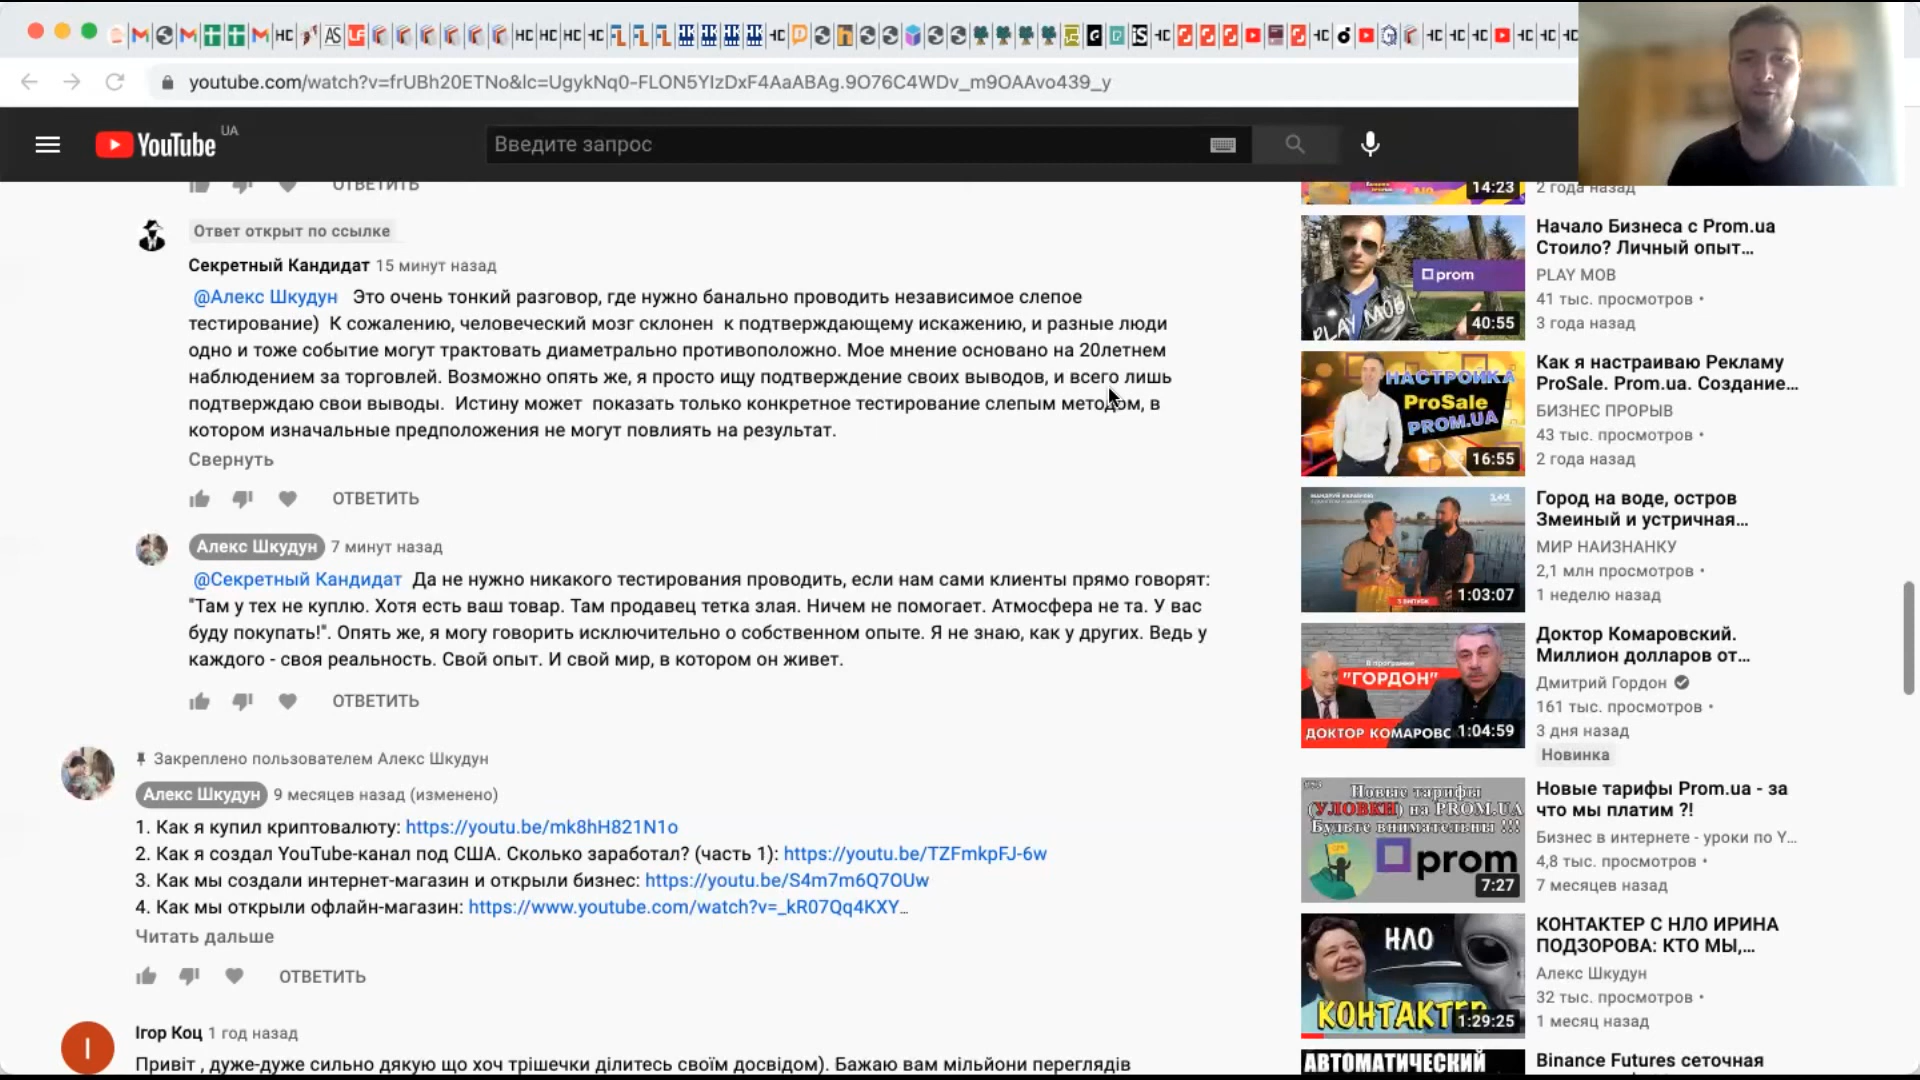 youtube.com/watch?v=frUBh20ETNo&lc=UgykNq0-FLON5YIzDxF4AaABAg.9O76C4WDv_m9OAAvo439_y
YouTube UA
Введите запрос
ОТВЕТИТЬ
Ответ открыт по ссылке
Секретный Кандидат 15 минут назад
@Алекс Шкудун Это очень тонкий разговор, где нужно банально проводить независимое слепое
тестирование) К сожалению, человеческий мозг склонен к подтверждающему искажению, и разные люди
одно и тоже событие могут трактовать диаметрально противоположно. Мое мнение основано на 20летнем
наблюдением за торговлей. Возможно опять же, я просто ищу подтверждение своих выводов, и всего лишь
подтверждаю свои выводы. Истину может показать только конкретное тестирование слепым методом, в
котором изначальные предположения не могут повлиять на результат.
Свернуть
ОТВЕТИТЬ
Алекс Шкудун 7 минут назад
@Секретный Кандидат Да не нужно никакого тестирования проводить, если нам сами клиенты прямо говорят:
"Там у тех не куплю. Хотя есть ваш товар. Там продавец тетка злая. Ничем не помогает. Атмосфера не та. У вас
буду покупать!". Опять же, я могу говорить исключительно о собственном опыте. Я не знаю, как у других. Ведь у
каждого - своя реальность. Свой опыт. И свой мир, в котором он живет.
ОТВЕТИТЬ
Закреплено пользователем Алекс Шкудун
Алекс Шкудун 9 месяцев назад (изменено)
1. Как я купил криптовалюту: https://youtu.be/mk8hH821N1o
2. Как я создал YouTube-канал под США. Сколько заработал? (часть 1): https://youtu.be/TZFmkpFJ-6w
3. Как мы создали интернет-магазин и открыли бизнес: https://youtu.be/S4m7m6Q7OUw
4. Как мы открыли офлайн-магазин: https://www.youtube.com/watch?v=_kR07Qq4KXY…
Читать дальше
ОТВЕТИТЬ
I
Ігор Коц 1 год назад
Привіт , дуже-дуже сильно дякую що хоч трішечки ділитесь своїм досвідом). Бажаю вам мільйони переглядів
14:23
2 года назад
prom
PLAY MOB
40:55
Начало Бизнеса с Prom.ua
Стоило? Личный опыт...
PLAY MOB
41 тыс. просмотров •
3 года назад
НАСТРОЙКА
ProSale
PROM.UA
16:55
Как я настраиваю Рекламу
ProSale. Prom.ua. Создание...
БИЗНЕС ПРОРЫВ
43 тыс. просмотров •
2 года назад
1+1
1:03:07
Город на воде, остров
Змеиный и устричная...
МИР НАИЗНАНКУ
2,1 млн просмотров •
1 неделю назад
В программе
"ГОРДОН"
ДОКТОР КОМАРОВС
1:04:59
Доктор Комаровский.
Миллион долларов от...
Дмитрий Гордон
161 тыс. просмотров •
3 дня назад
Новинка
Новые тарифы
(УЛОВКИ) на PROM.UA
Будьте внимательны !!!
prom
7:27
Новые тарифы Prom.ua - за
что мы платим ?!
Бизнес в интернете - уроки по Y...
4,8 тыс. просмотров •
7 месяцев назад
НЛО
КОНТАКТЕР
1:29:25
КОНТАКТЕР С НЛО ИРИНА
ПОДЗОРОВА: КТО МЫ,...
Алекс Шкудун
32 тыс. просмотров •
1 месяц назад
АВТОМАТИЧЕСКИЙ
Binance Futures сеточная